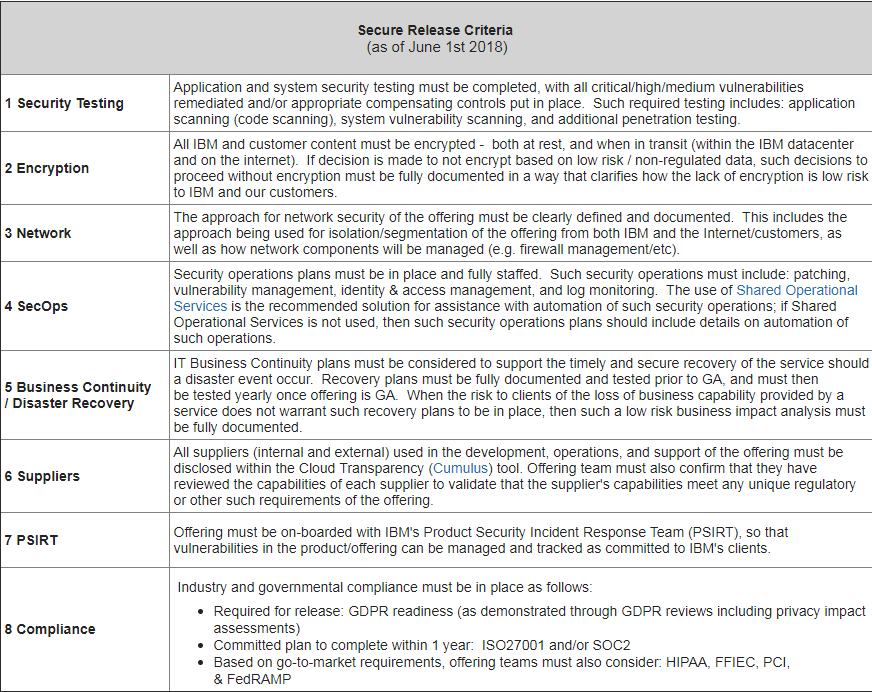 Secure Release Criteria
(as of June 1st 2018)
1 Security Testing
Application and system security testing must be completed, with all critical/high/medium vulnerabilities
remediated and/or appropriate compensating controls put in place.  Such required testing includes: application
scanning (code scanning), system vulnerability scanning, and additional penetration testing.
2 Encryption
All IBM and customer content must be encrypted -  both at rest, and when in transit (within the IBM datacenter
and on the internet).  If decision is made to not encrypt based on low risk / non-regulated data, such decisions to
proceed without encryption must be fully documented in a way that clarifies how the lack of encryption is low risk
to IBM and our customers.
3 Network
The approach for network security of the offering must be clearly defined and documented.  This includes the
approach being used for isolation/segmentation of the offering from both IBM and the Internet/customers, as
well as how network components will be managed (e.g. firewall management/etc).
4 SecOps
Security operations plans must be in place and fully staffed.  Such security operations must include: patching,
vulnerability management, identity & access management, and log monitoring.  The use of Shared Operational
Services is the recommended solution for assistance with automation of such security operations; if Shared
Operational Services is not used, then such security operations plans should include details on automation of
such operations.
5 Business Continuity
/ Disaster Recovery
IT Business Continuity plans must be considered to support the timely and secure recovery of the service should
a disaster event occur.  Recovery plans must be fully documented and tested prior to GA, and must then
be tested yearly once offering is GA.  When the risk to clients of the loss of business capability provided by a
service does not warrant such recovery plans to be in place, then such a low risk business impact analysis must
be fully documented.
6 Suppliers
All suppliers (internal and external) used in the development, operations, and support of the offering must be
disclosed within the Cloud Transparency (Cumulus) tool. Offering team must also confirm that they have
reviewed the capabilities of each supplier to validate that the supplier's capabilities meet any unique regulatory
or other such requirements of the offering.
7 PSIRT
Offering must be on-boarded with IBM's Product Security Incident Response Team (PSIRT), so that
vulnerabilities in the product/offering can be managed and tracked as committed to IBM's clients.
8 Compliance
Industry and governmental compliance must be in place as follows:
• Required for release: GDPR readiness (as demonstrated through GDPR reviews including privacy impact
assessments)
• Committed plan to complete within 1 year:  ISO27001 and/or SOC2
• Based on go-to-market requirements, offering teams must also consider: HIPAA, FFIEC, PCI,
& FedRAMP